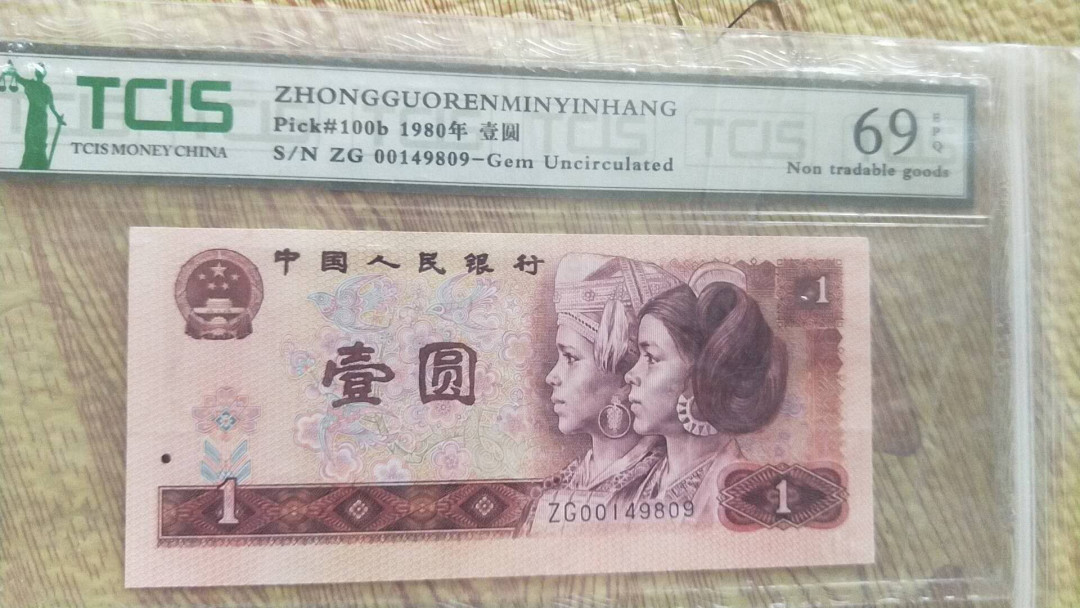 TCIS
TCIS MONEY CHINA
ZHONGGUORENMINYINHANG
Pick#100b 1980年 壹圆
S/N ZG 00149809-Gem Uncirculated
69
EPQ
Non tradable goods
中国人民银行
1
壹圆
1
ZG00149809
1